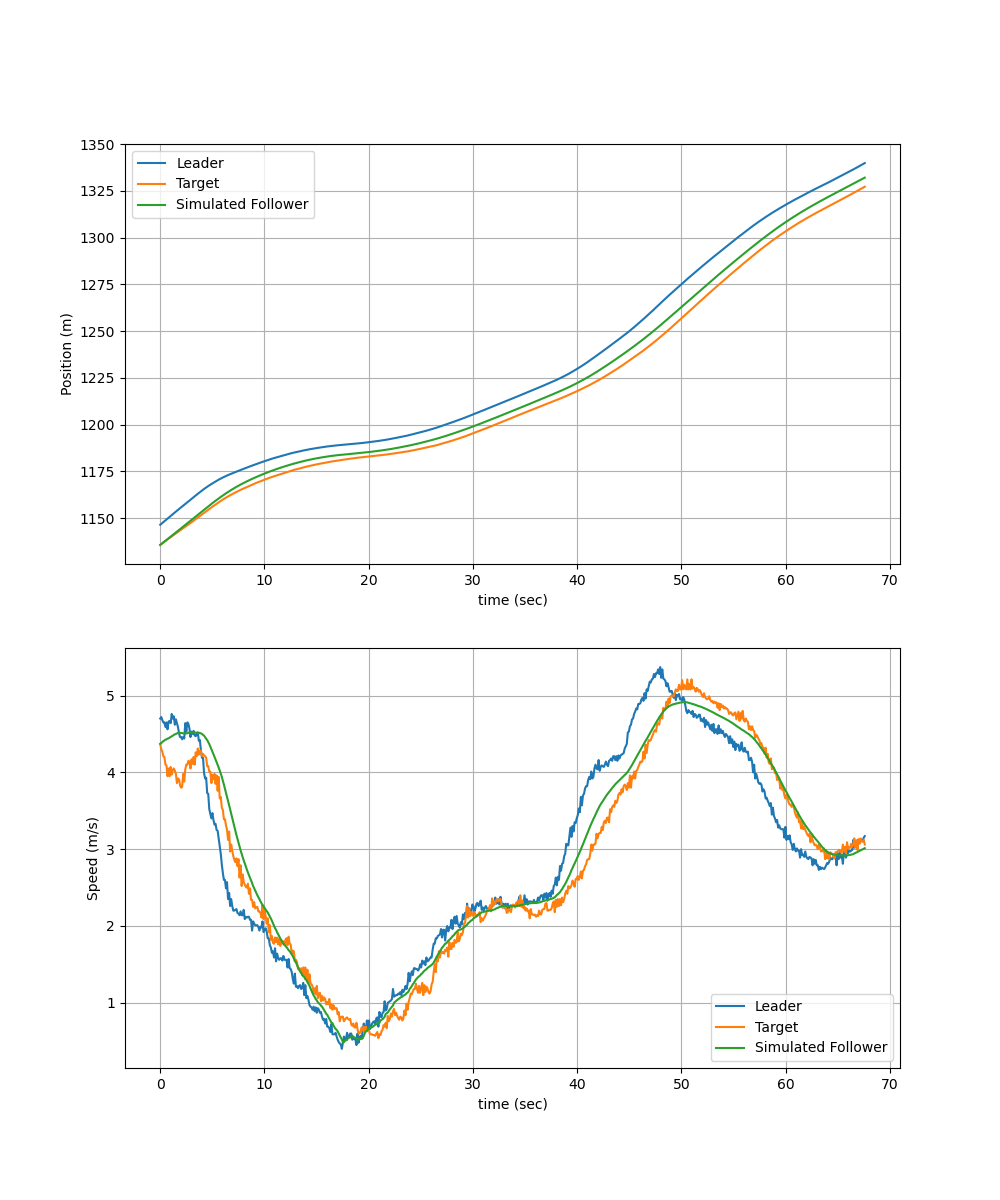 1350
1325
1300
1275
1250
1225
1200
1175
1150
Position (m)
Leader
Target
Simulated Follower
0 10 20 30 40 50 60 70
time (sec)
5
4
3
2
1
Speed (m/s)
Leader
Target
Simulated Follower
0 10 20 30 40 50 60 70
time (sec)